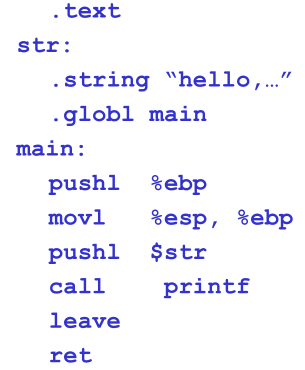 .text
str:
.string “hello,…”
.globl main
main:
pushl %ebp
movl %esp, %ebp
pushl $str
call printf
leave
ret